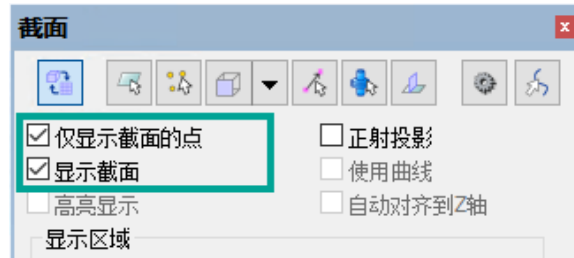 截面
仅显示截面的点
正射投影
显示截面
使用曲线
高亮显示
自动对齐到Z轴
显示区域